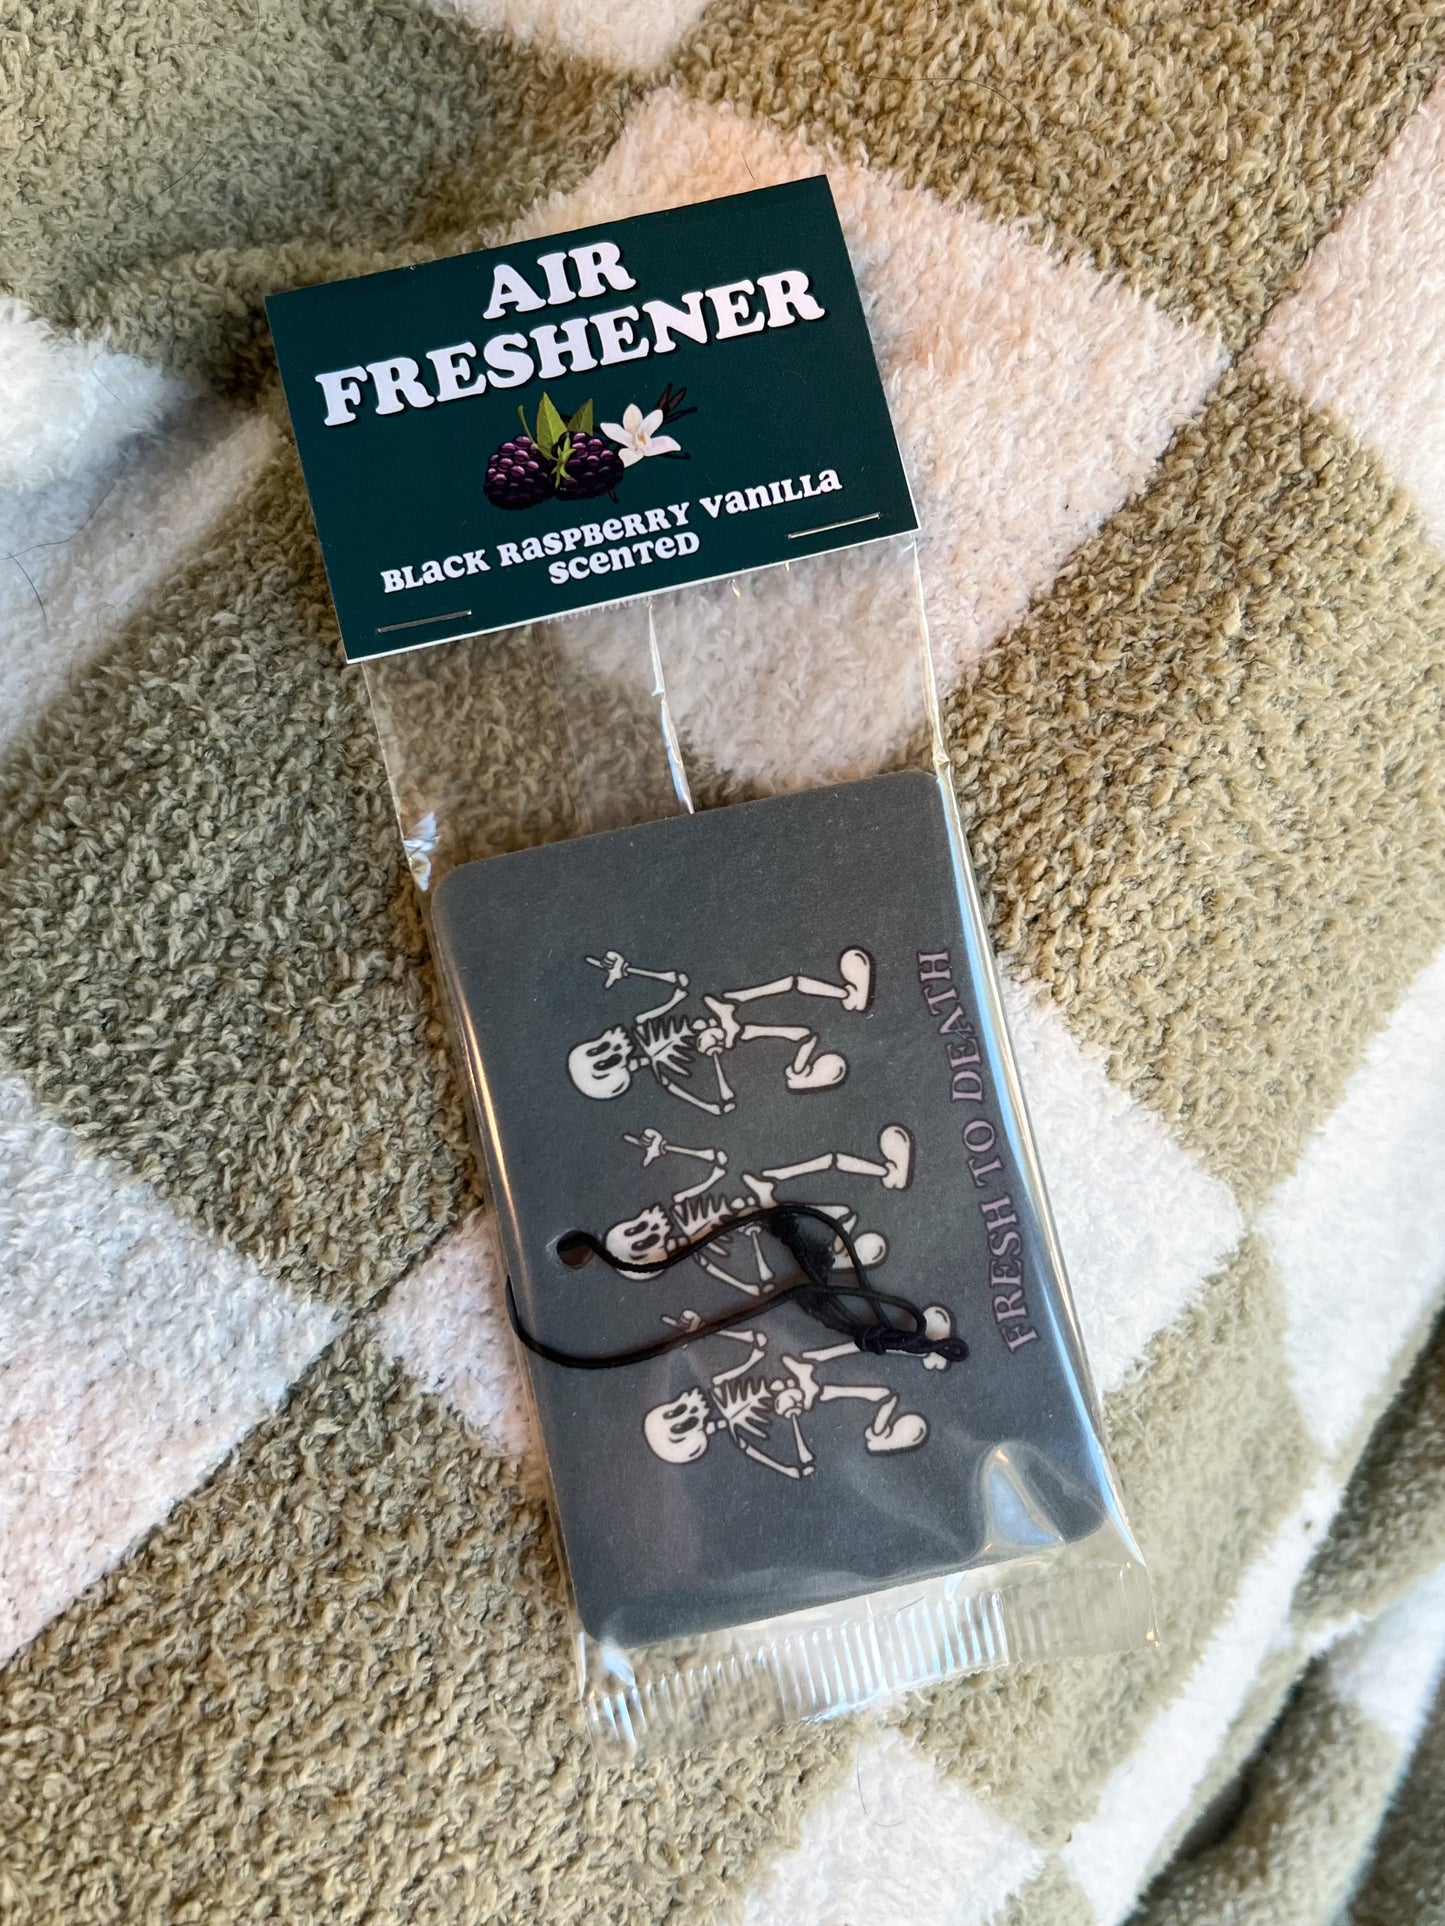 AIR
FRESHENER
BLACK RASPBERRY VANILLA
SCENTED
FRESH TO DEATH